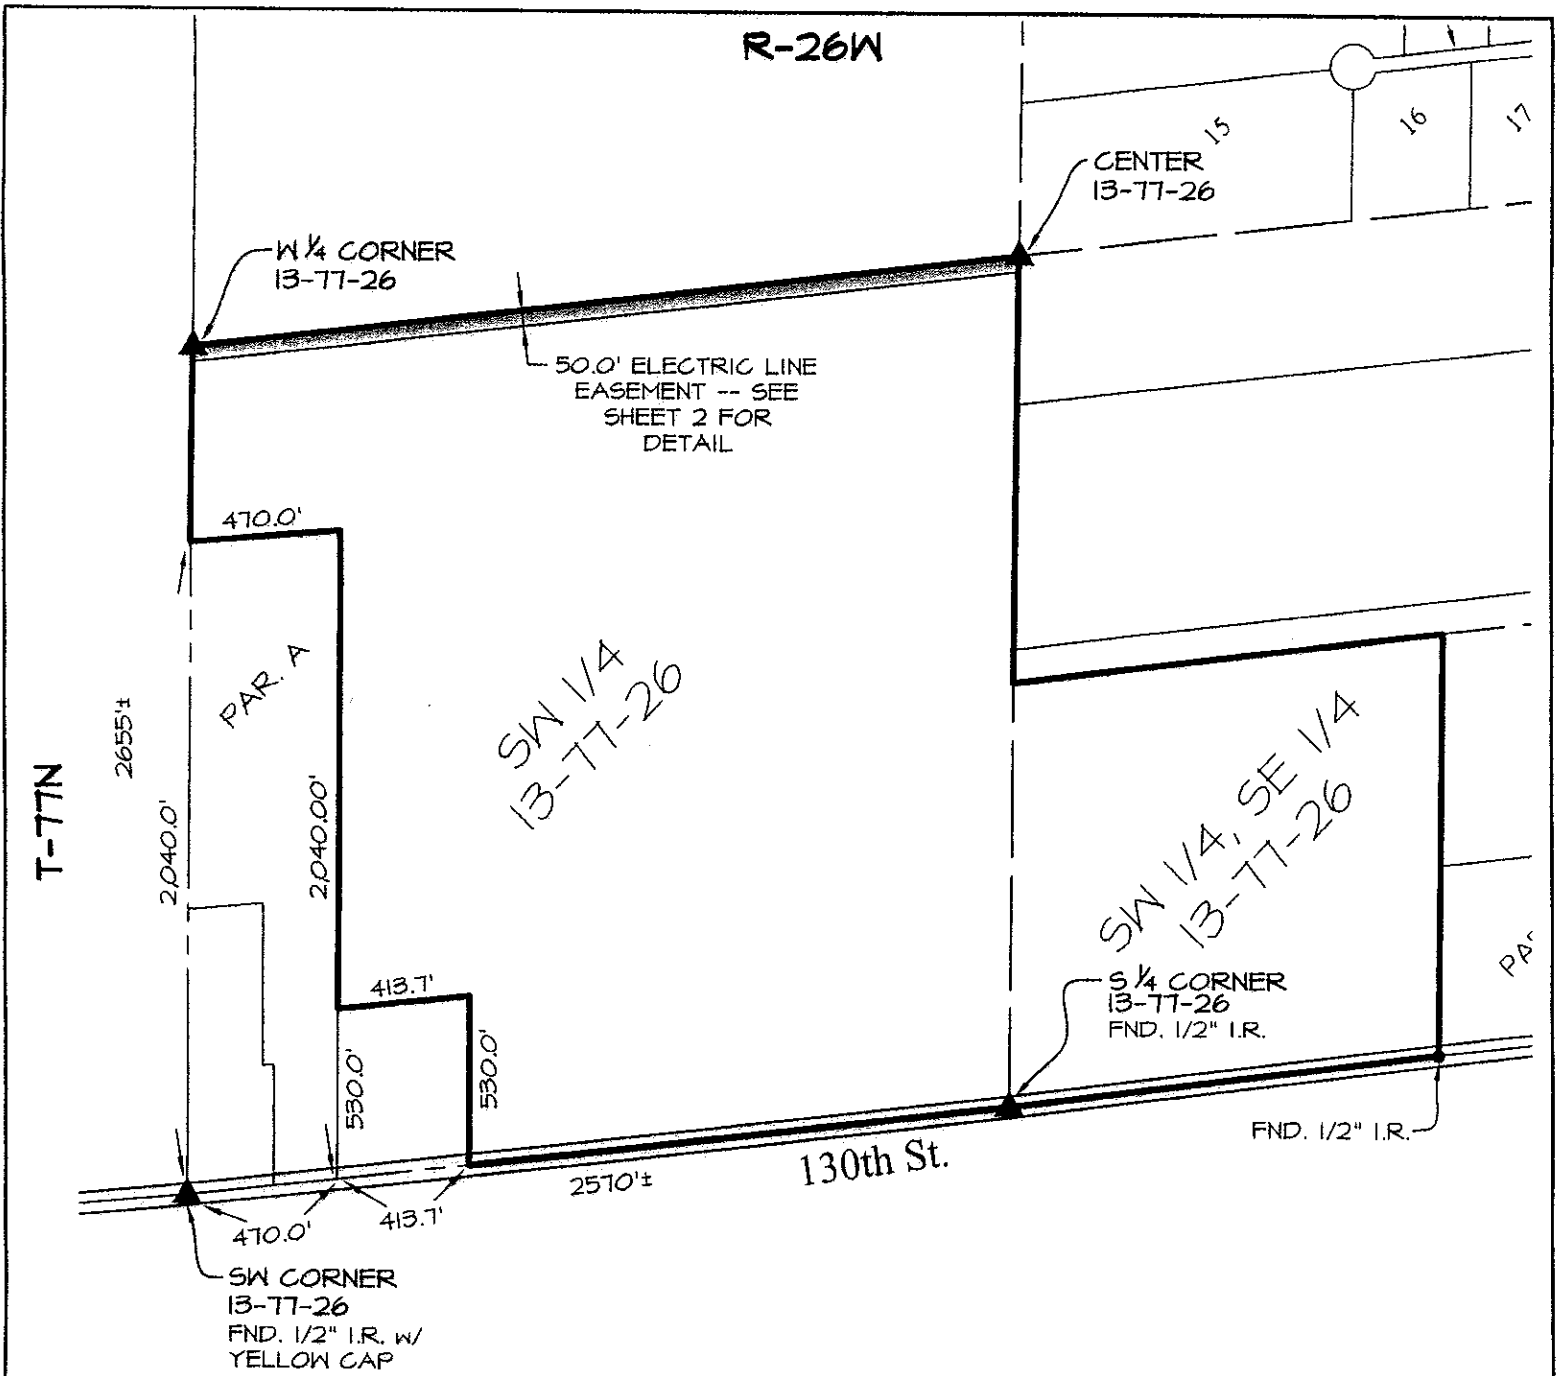 R-26W
15
16
17
CENTER
13-77-26
W ¼ CORNER
13-77-26
50.0' ELECTRIC LINE
EASEMENT -- SEE
SHEET 2 FOR
DETAIL
470.0'
PAR. A
SW 1/4
13-77-26
2655'±
T-77N
2,040.0'
2,040.00'
SW 1/4, SE 1/4
13-77-26
413.7'
S ¼ CORNER
13-77-26
FND. 1/2" I.R.
530.0'
530.0'
FND. 1/2" I.R.
130th St.
2570'±
470.0'
413.7'
SW CORNER
13-77-26
FND. 1/2" I.R. w/
YELLOW CAP